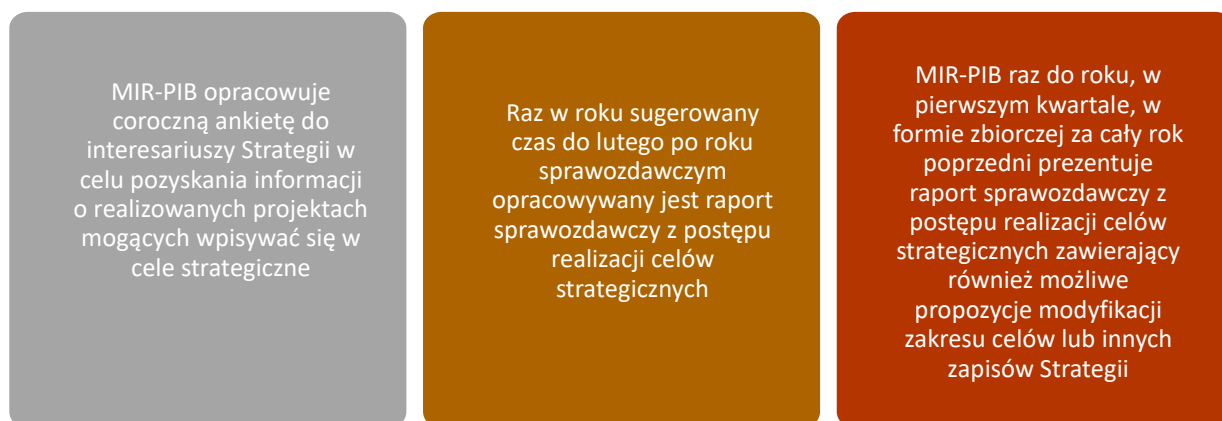 MIR-PIB opracowuje
coroczną ankietę do
interesariuszy Strategii w
celu pozyskania informacji
o realizowanych projektach
mogących wpisywać się w
cele strategiczne
Raz w roku sugerowany
czas do lutego po roku
sprawozdawczym
opracowywany jest raport
sprawozdawczy z postępu
realizacji celów
strategicznych
MIR-PIB raz do roku, w
pierwszym kwartale, w
formie zbiorczej za cały rok
poprzedni prezentuje
raport sprawozdawczy z
postępu realizacji celów
strategicznych zawierający
również możliwe
propozycje modyfikacji
zakresu celów lub innych
zapisów Strategii